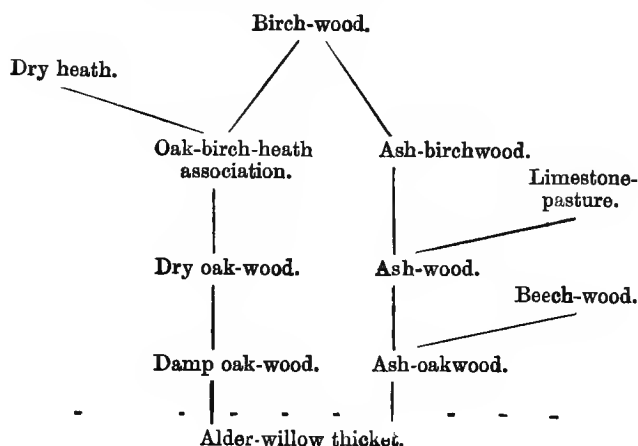 Birch-wood.
Dry heath.
Oak-birch-heath
association.
Ash-birchwood.
Limestone-
pasture.
Dry oak-wood.
Ash-wood.
Beech-wood.
Damp oak-wood.
Ash-oakwood.
Alder-willow thicket.